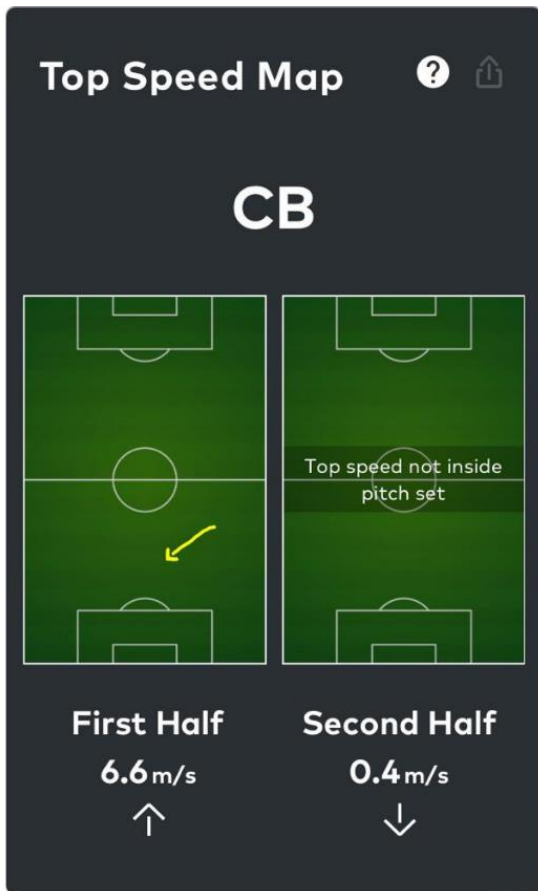 Top Speed Map ?
CB
Top speed not inside
pitch set
First Half
6.6 m/s
Second Half
0.4 m/s